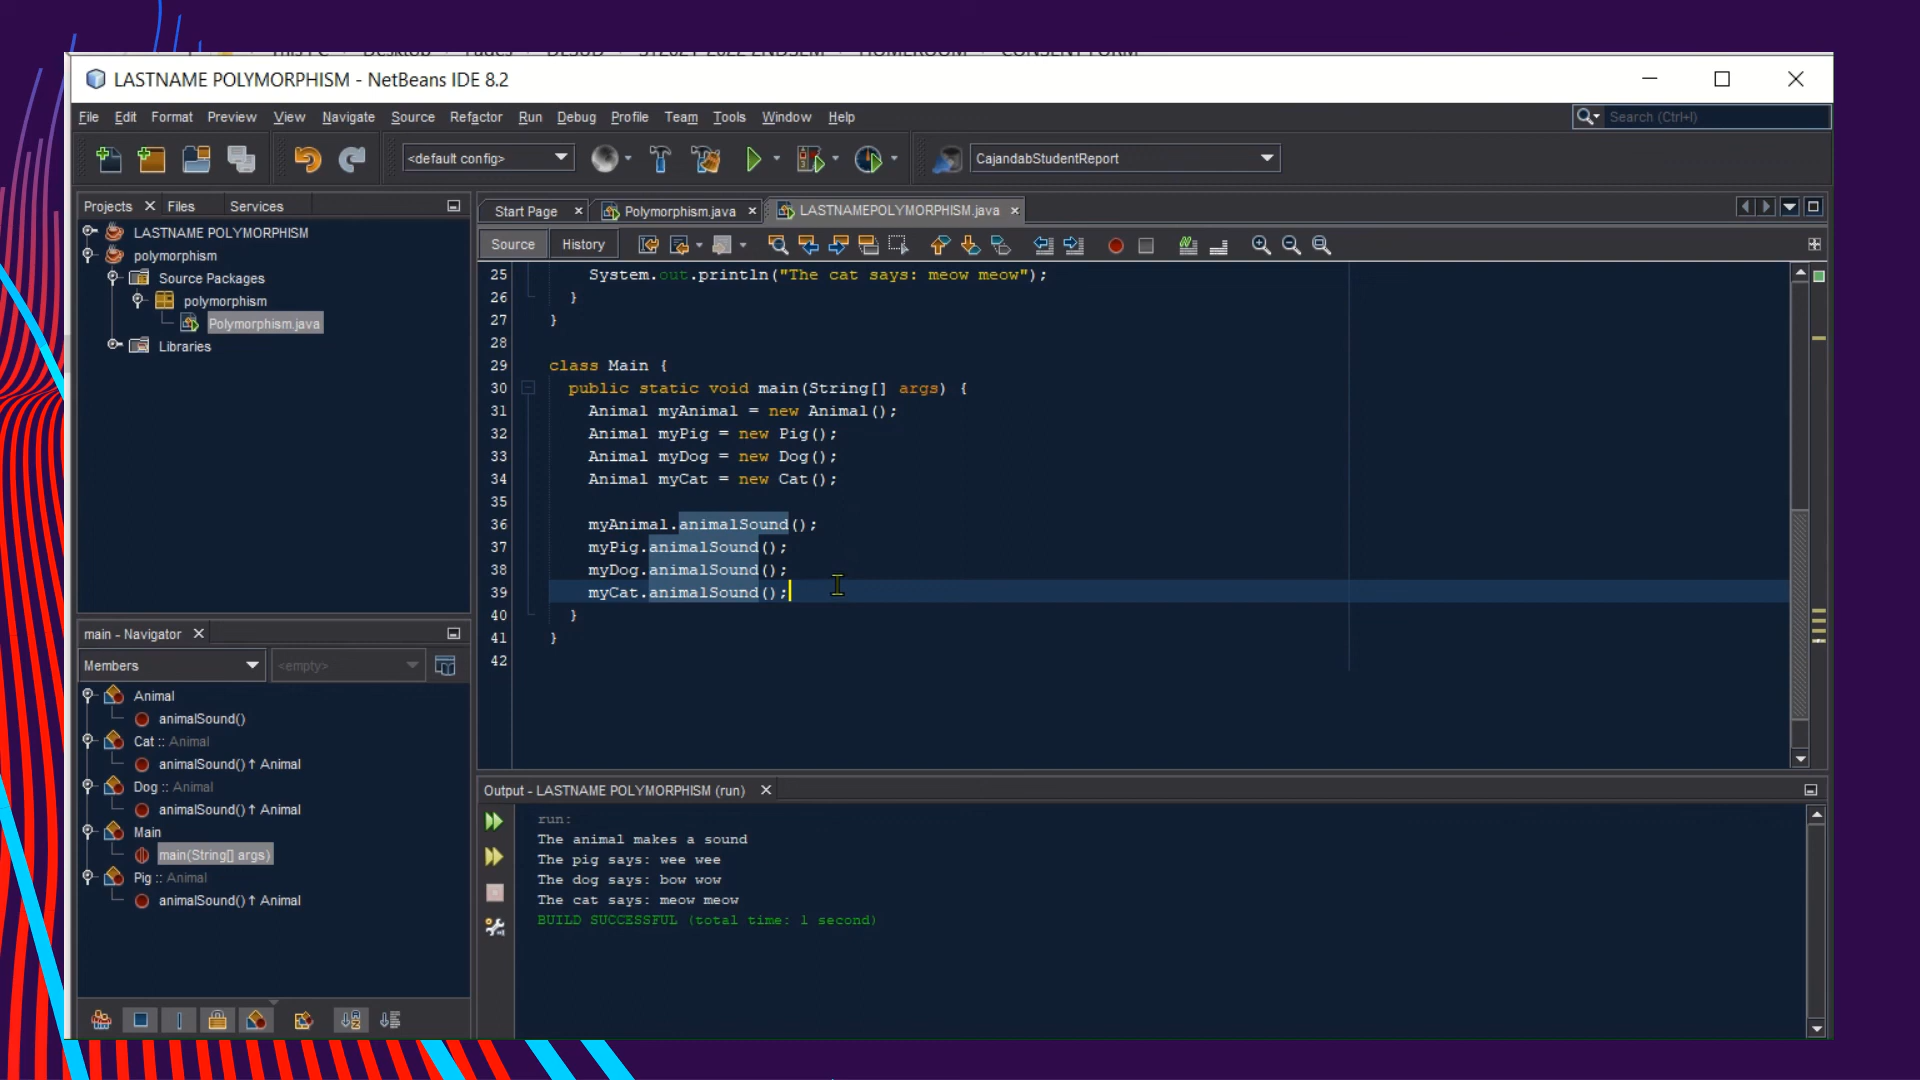 LASTNAME POLYMORPHISM - NetBeans IDE 8.2
File Edit Format Preview View Navigate Source Refactor Run Debug Profile Team Tools Window Help
Search (Ctrl+I)
<default config>
CajandabStudentReport
Projects Files Services
LASTNAME POLYMORPHISM
polymorphism
Source Packages
polymorphism
Polymorphism.java
Libraries
Start Page Polymorphism.java LASTNAMEPOLYMORPHISM.java
Source History
25 System.out.println("The cat says: meow meow");
26 }
27 }
28
29 class Main {
30 public static void main(String[] args) {
31 Animal myAnimal = new Animal();
32 Animal myPig = new Pig();
33 Animal myDog = new Dog();
34 Animal myCat = new Cat();
35
36 myAnimal.animalSound();
37 myPig.animalSound();
38 myDog.animalSound();
39 myCat.animalSound();
40 }
41 }
42
main - Navigator
Members
<empty>
Animal
animalSound()
Cat :: Animal
animalSound() ↑ Animal
Dog :: Animal
animalSound() ↑ Animal
Main
main(String[] args)
Pig :: Animal
animalSound() ↑ Animal
Output - LASTNAME POLYMORPHISM (run)
run:
The animal makes a sound
The pig says: wee wee
The dog says: bow wow
The cat says: meow meow
BUILD SUCCESSFUL (total time: 1 second)